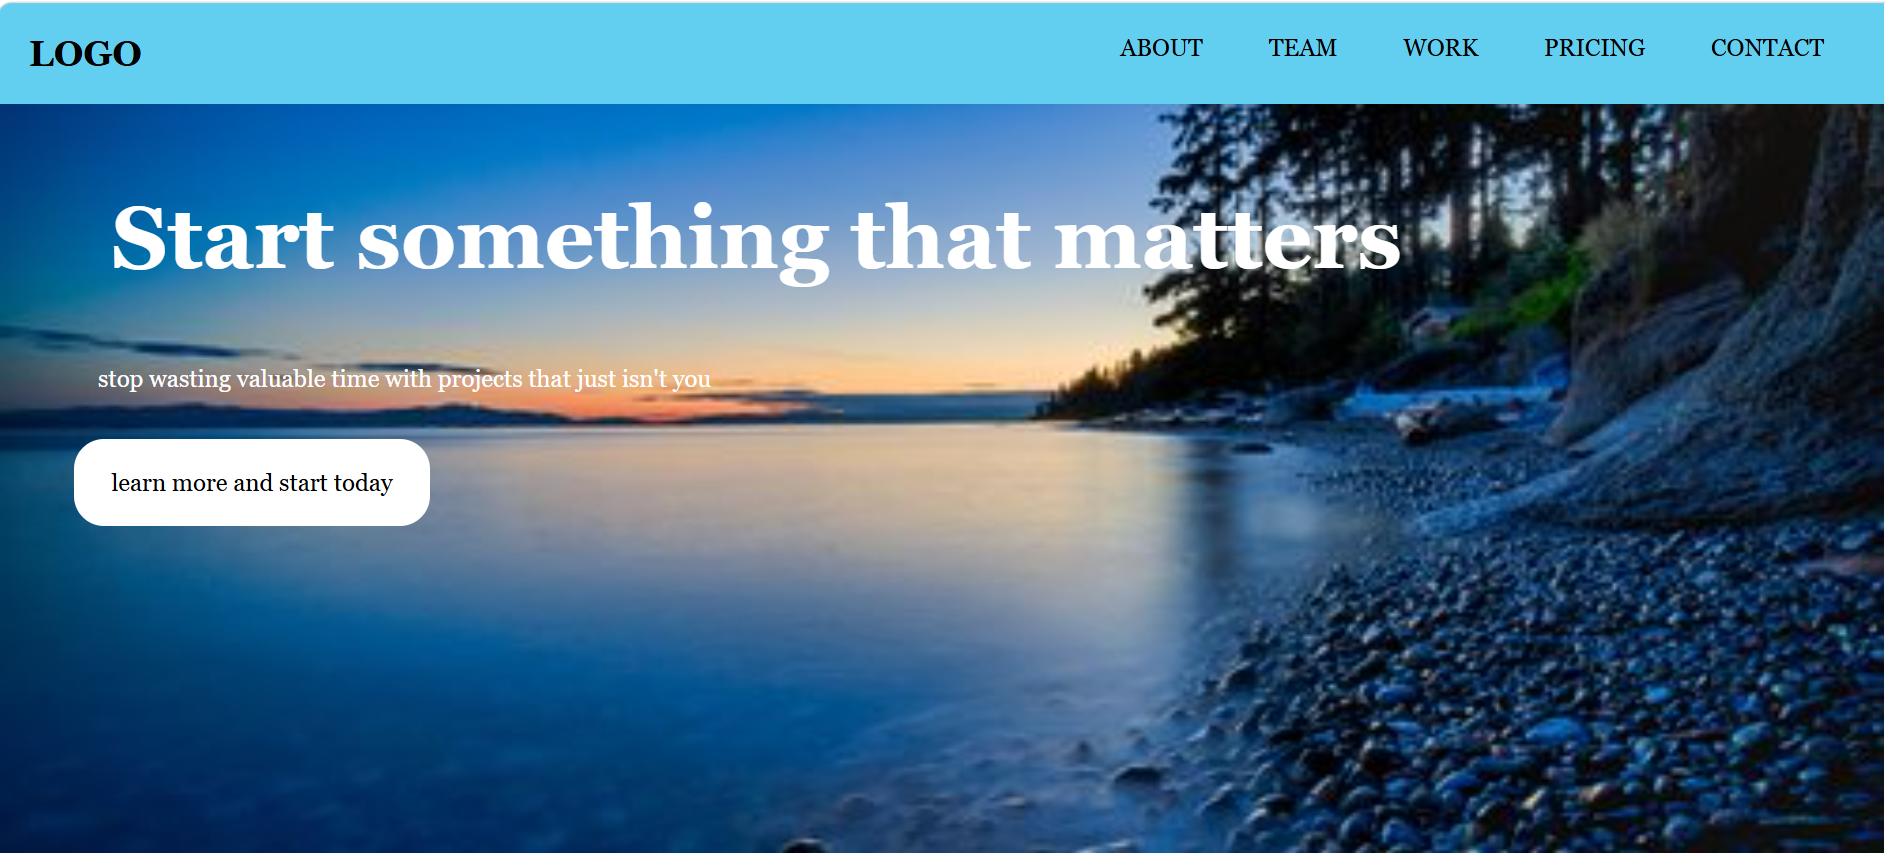 LOGO
ABOUT TEAM WORK PRICING CONTACT
Start something that matters
stop wasting valuable time with projects that just isn't you
learn more and start today